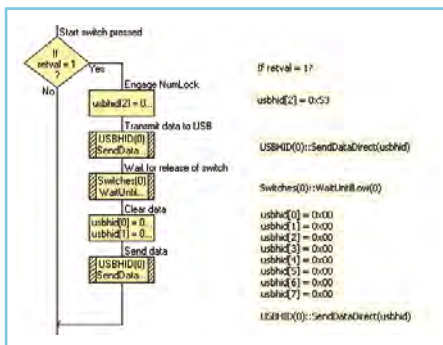 Start switch pressed
If
retval = 1
?
Yes
No
If retval = 1?
Engage NumLock
usbhid[2] = 0...
usbhid[2] = 0x53
Transmit data to USB
USBHID(0)
SendData...
USBHID(0)::SendDataDirect(usbhid)
Wait for release of switch
Switches(0)
WaitUntil...
Switches(0)::WaitUntilLow(0)
Clear data
usbhid[0] = 0...
usbhid[1] = 0...
usbhid[0] = 0x00
usbhid[1] = 0x00
usbhid[2] = 0x00
usbhid[3] = 0x00
usbhid[4] = 0x00
usbhid[5] = 0x00
usbhid[6] = 0x00
usbhid[7] = 0x00
Send data
USBHID(0)
SendData...
USBHID(0)::SendDataDirect(usbhid)